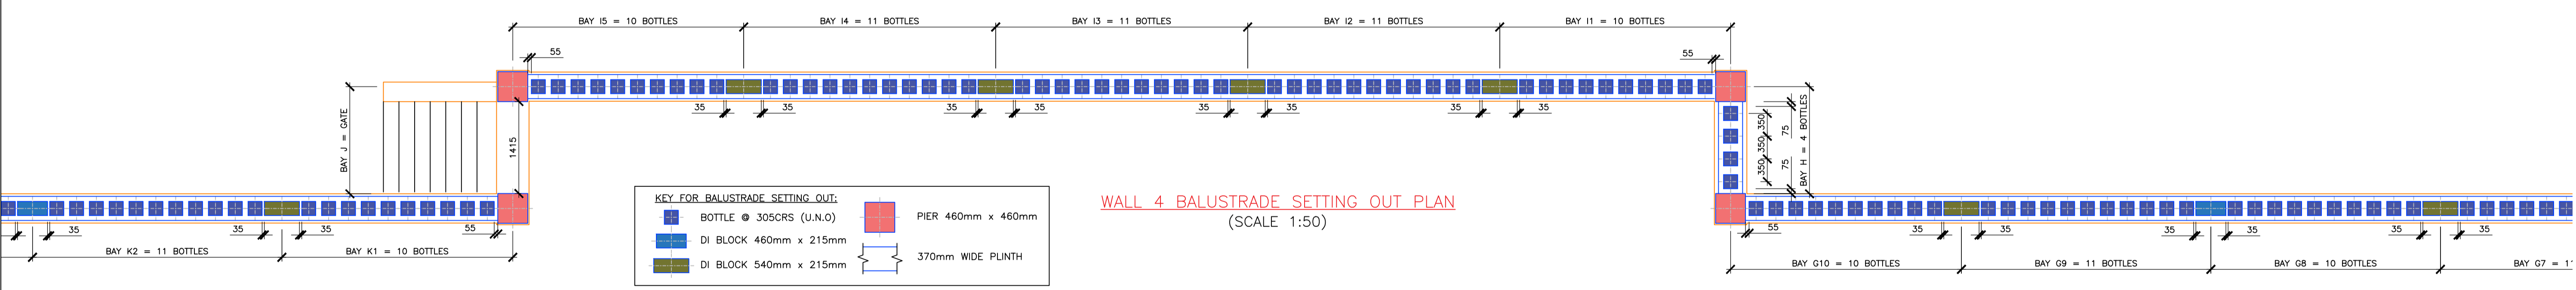 BAY I5 = 10 BOTTLES
BAY I4 = 11 BOTTLES
BAY I3 = 11 BOTTLES
BAY I2 = 11 BOTTLES
BAY I1 = 10 BOTTLES
55
55
35
35
35
35
35
35
35
35
BAY J = GATE
1415
350
350
350
75
75
BAY H = 4 BOTTLES
KEY FOR BALUSTRADE SETTING OUT:
BOTTLE @ 305CRS (U.N.O)
DI BLOCK 460mm x 215mm
DI BLOCK 540mm x 215mm
PIER 460mm x 460mm
370mm WIDE PLINTH
WALL 4 BALUSTRADE SETTING OUT PLAN
(SCALE 1:50)
35
35
35
55
55
35
35
35
35
35
35
BAY K2 = 11 BOTTLES
BAY K1 = 10 BOTTLES
BAY G10 = 10 BOTTLES
BAY G9 = 11 BOTTLES
BAY G8 = 10 BOTTLES
BAY G7 = 1